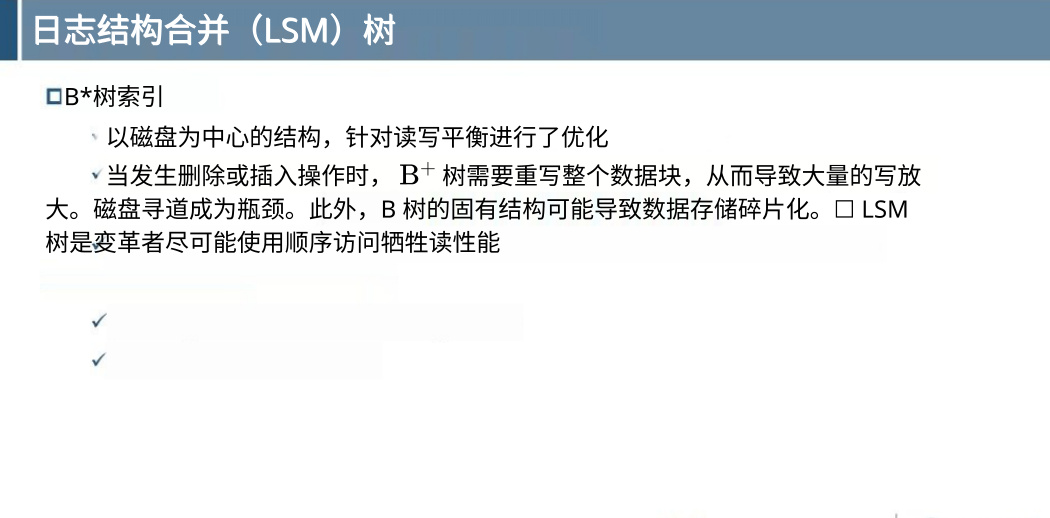 日志结构合并（LSM）树
B*树索引
以磁盘为中心的结构，针对读写平衡进行了优化
当发生删除或插入操作时， B⁺ 树需要重写整个数据块，从而导致大量的写放
大。磁盘寻道成为瓶颈。此外，B 树的固有结构可能导致数据存储碎片化。☐ LSM
树是变革者尽可能使用顺序访问牺牲读性能